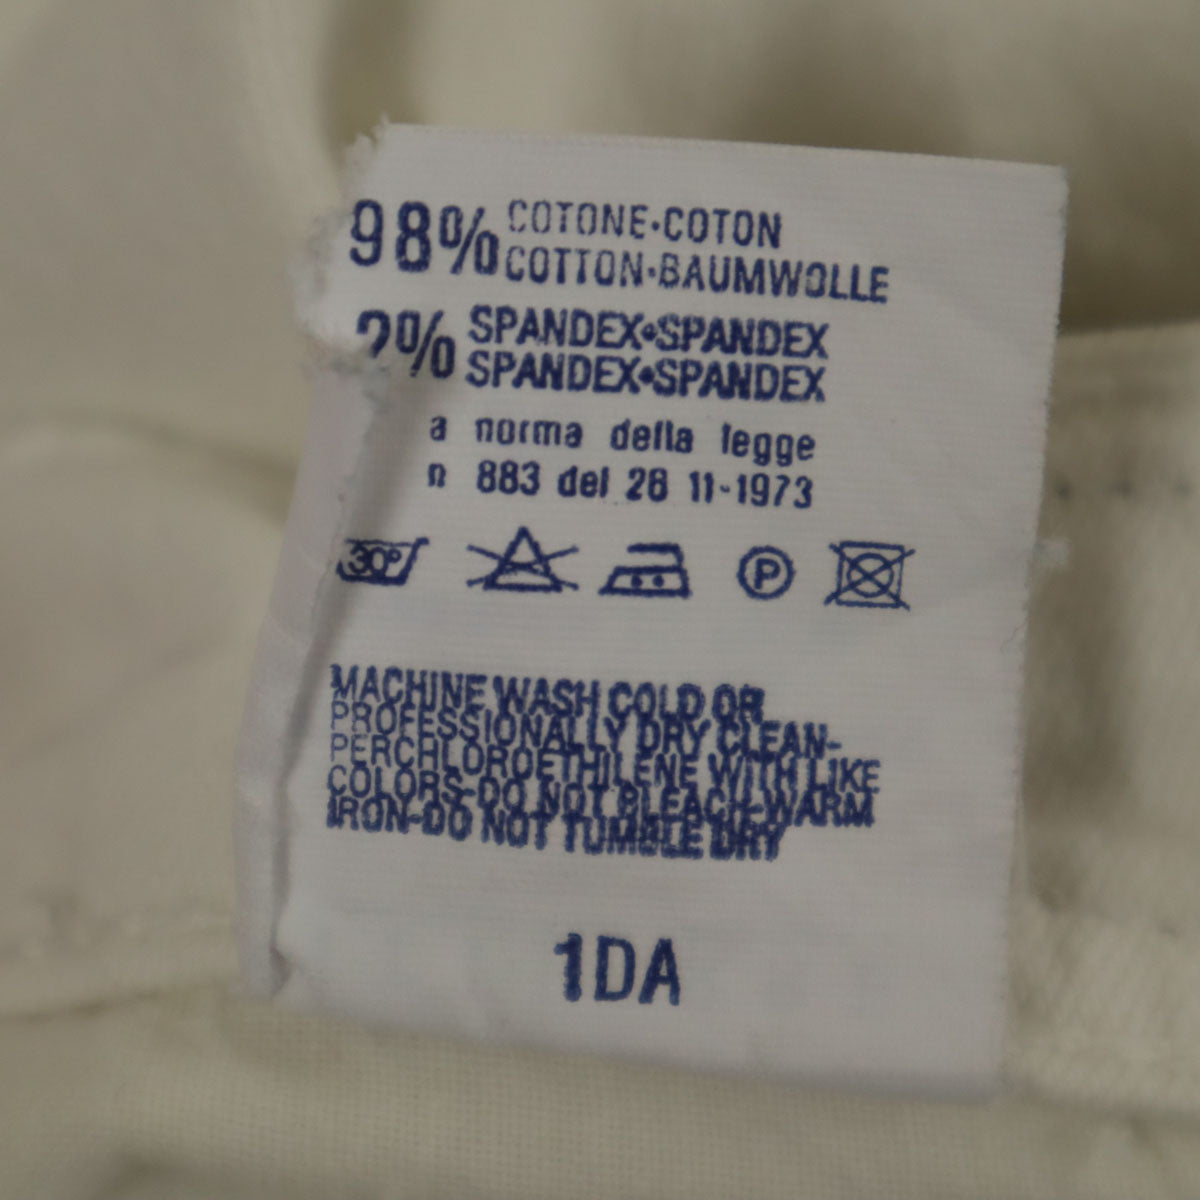 98% COTONE·COTON
COTTON·BAUMWOLLE
2% SPANDEX·SPANDEX
SPANDEX·SPANDEX
a norma della legge
n 883 del 26 11-1973
30°
P
MACHINE WASH COLD OR
PROFESSIONALLY DRY CLEAN-
PERCHLOROETHILENE WITH LIKE
COLORS-DO NOT BLEACH-WARM
IRON-DO NOT TUMBLE DRY
1DA